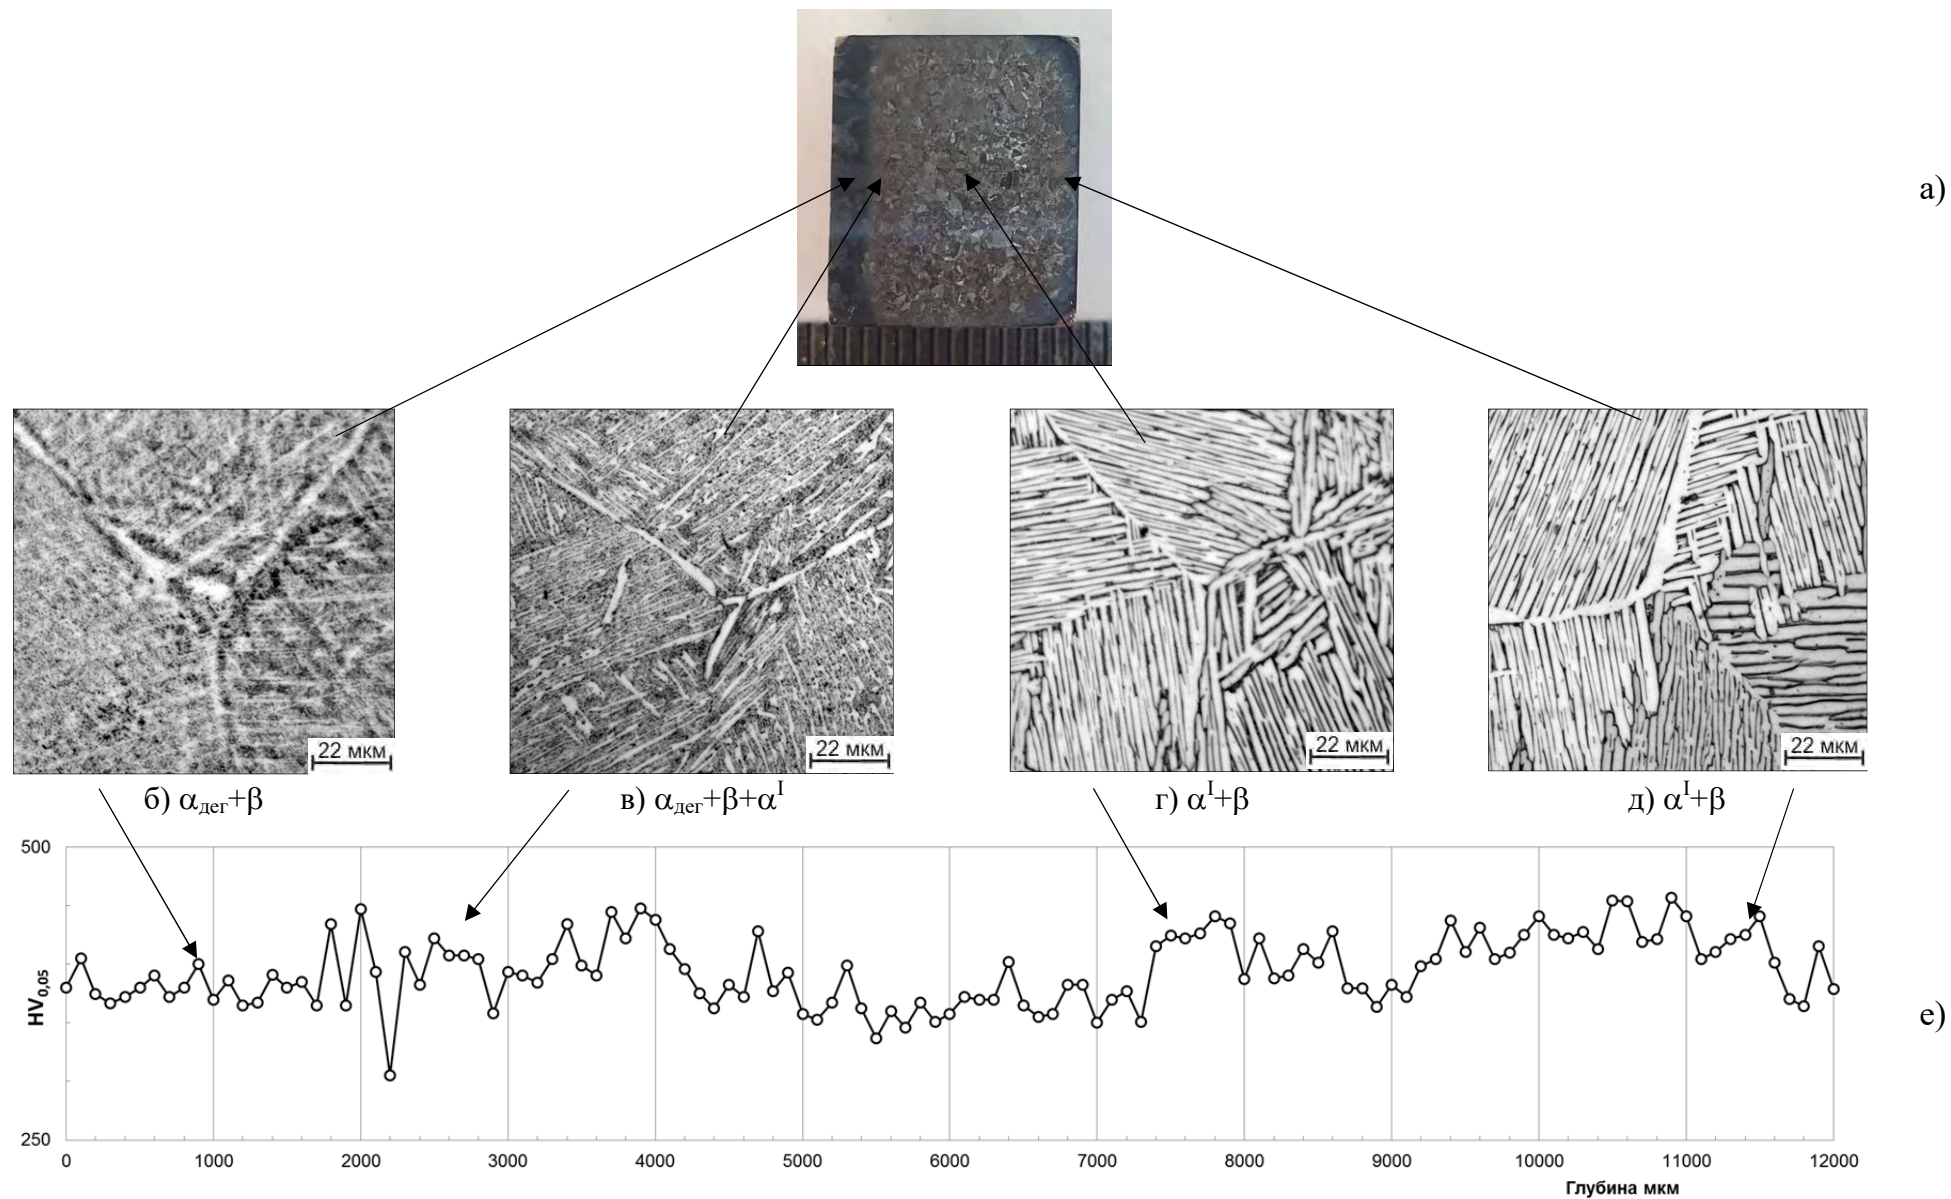 а)
22 мкм
22 мкм
22 мкм
22 мкм
б) αдег+β
в) αдег+β+αI
г) αI+β
д) αI+β
500
HV0,05
е)
250
0 1000 2000 3000 4000 5000 6000 7000 8000 9000 10000 11000 12000
Глубина мкм